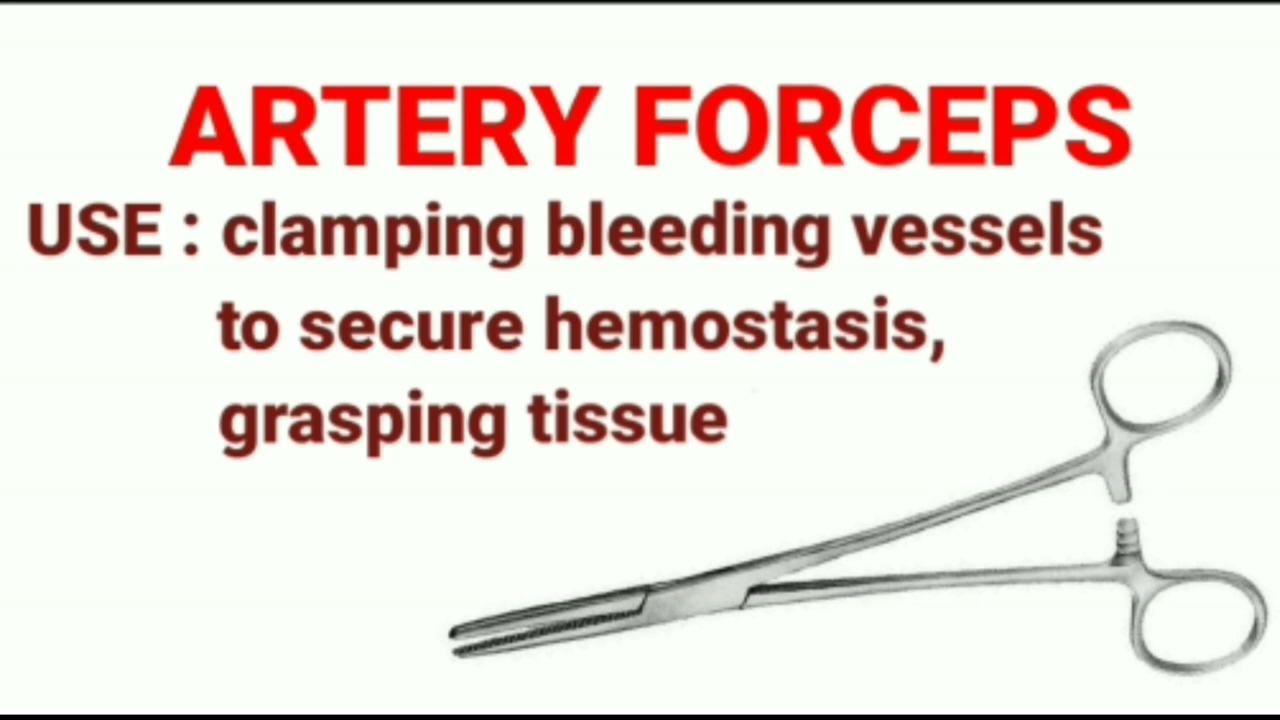 ARTERY FORCEPS
USE : clamping bleeding vessels
to secure hemostasis,
grasping tissue